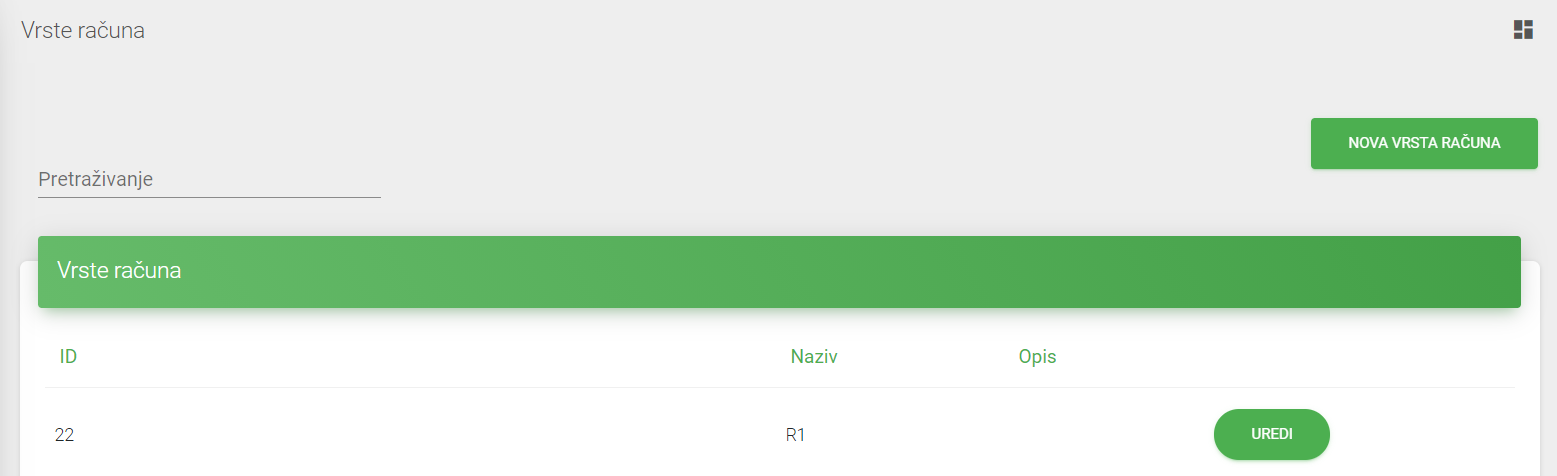 Vrste računa
NOVA VRSTA RAČUNA
Pretraživanje
Vrste računa
ID Naziv Opis
22 R1 UREDI